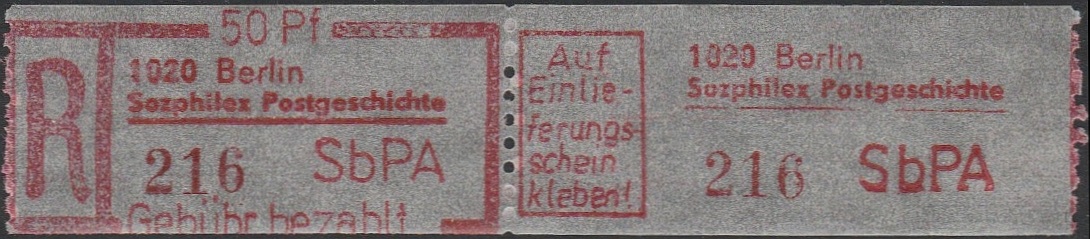 50 Pf
R
1020 Berlin
Sozphilex Postgeschichte
216 SbPA
Gebühr bezahlt
Auf
Einlie-
ferungs-
schein
kleben!
1020 Berlin
Sozphilex Postgeschichte
216 SbPA